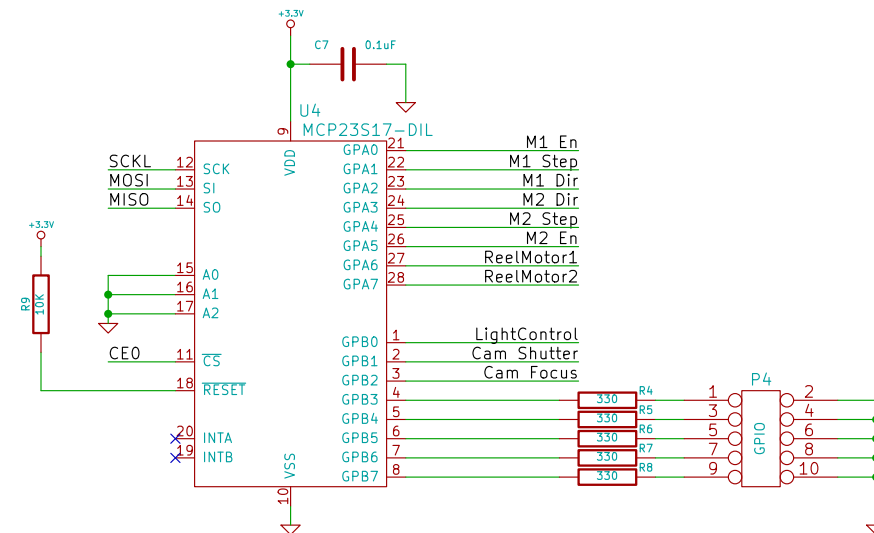 +3.3V
C7 0.1uF
U4
MCP23S17-DIL
9
VDD
SCKL 12 SCK
MOSI 13 SI
MISO 14 SO
+3.3V
R9
10K
15 A0
16 A1
17 A2
CE0 11 CS
18 RESET
20 INTA
19 INTB
VSS
10
GPA0 21 M1 En
GPA1 22 M1 Step
GPA2 23 M1 Dir
GPA3 24 M2 Dir
GPA4 25 M2 Step
GPA5 26 M2 En
GPA6 27 ReelMotor1
GPA7 28 ReelMotor2
GPB0 1 LightControl
GPB1 2 Cam Shutter
GPB2 3 Cam Focus
GPB3 4 330 R4
GPB4 5 330 R5
GPB5 6 330 R6
GPB6 7 330 R7
GPB7 8 330 R8
P4
GPIO
1 2
3 4
5 6
7 8
9 10